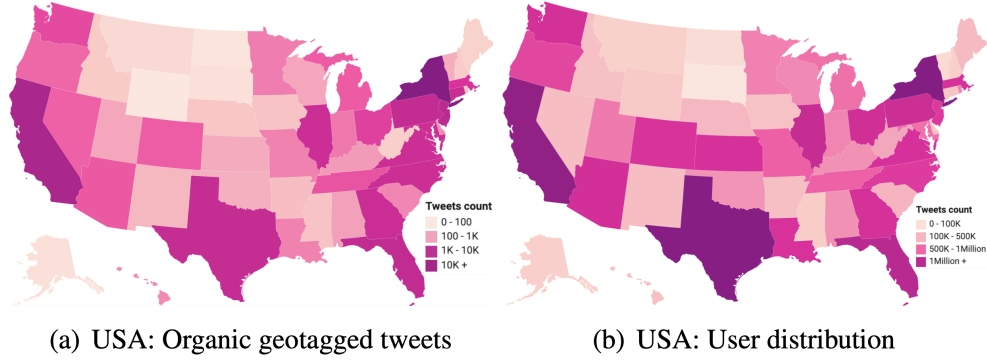 Tweets count
0 - 100
100 - 1K
1K - 10K
10K +
Tweets count
0 - 100K
100K - 500K
500K - 1Million
1Million +
(a) USA: Organic geotagged tweets
(b) USA: User distribution